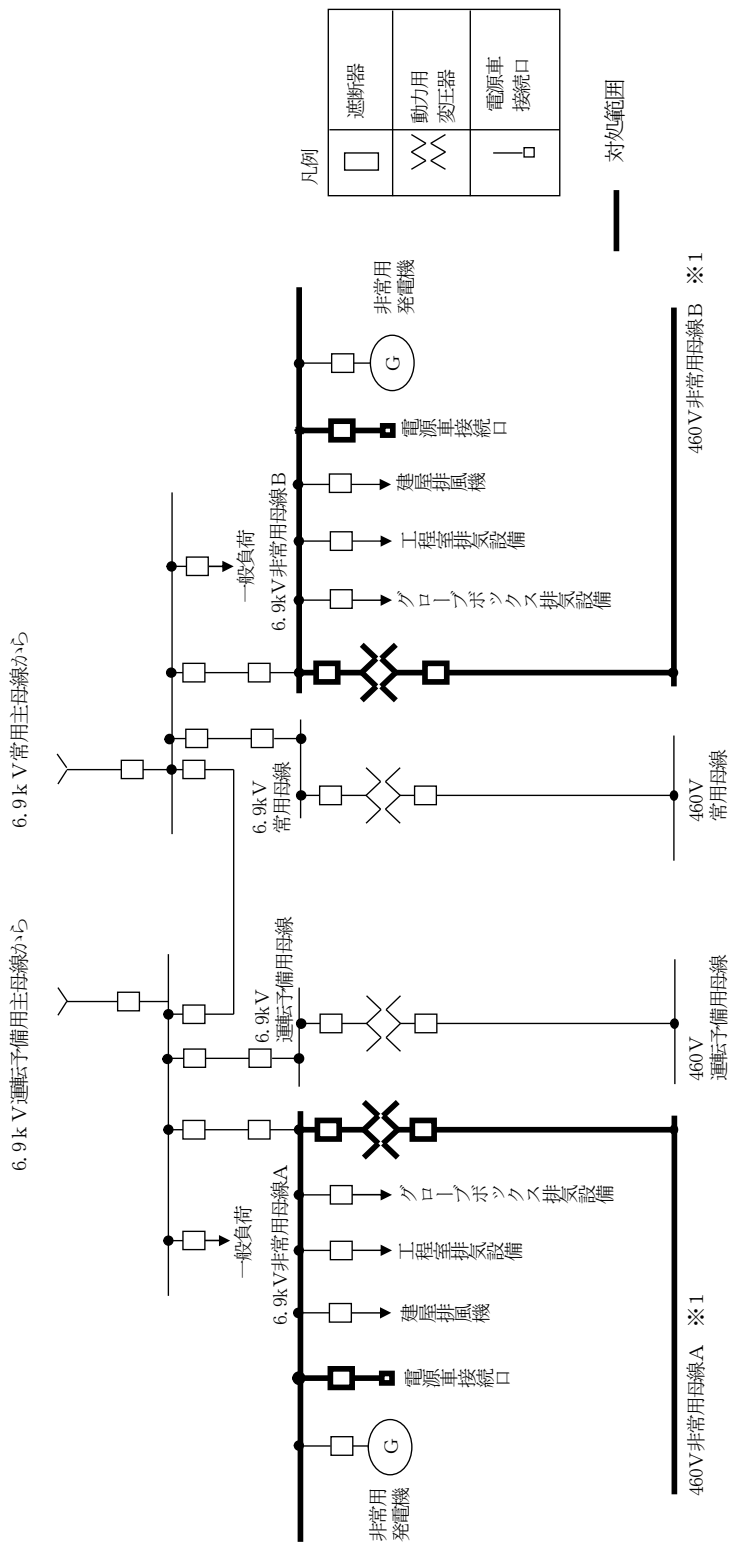 6.9kV運転予備用主母線から
6.9kV常用主母線から
一般負荷
一般負荷
6.9kV非常用母線A
6.9kV
運転予備用母線
6.9kV
常用母線
6.9kV非常用母線B
非常用
発電機
G
電源車接続口
建屋排風機
工程室排気設備
グローブボックス排気設備
グローブボックス排気設備
工程室排気設備
建屋排風機
電源車接続口
G
非常用
発電機
460V非常用母線A ※1
460V
運転予備用母線
460V
常用母線
460V非常用母線B ※1
凡例
遮断器
動力用
変圧器
電源車
接続口
対処範囲